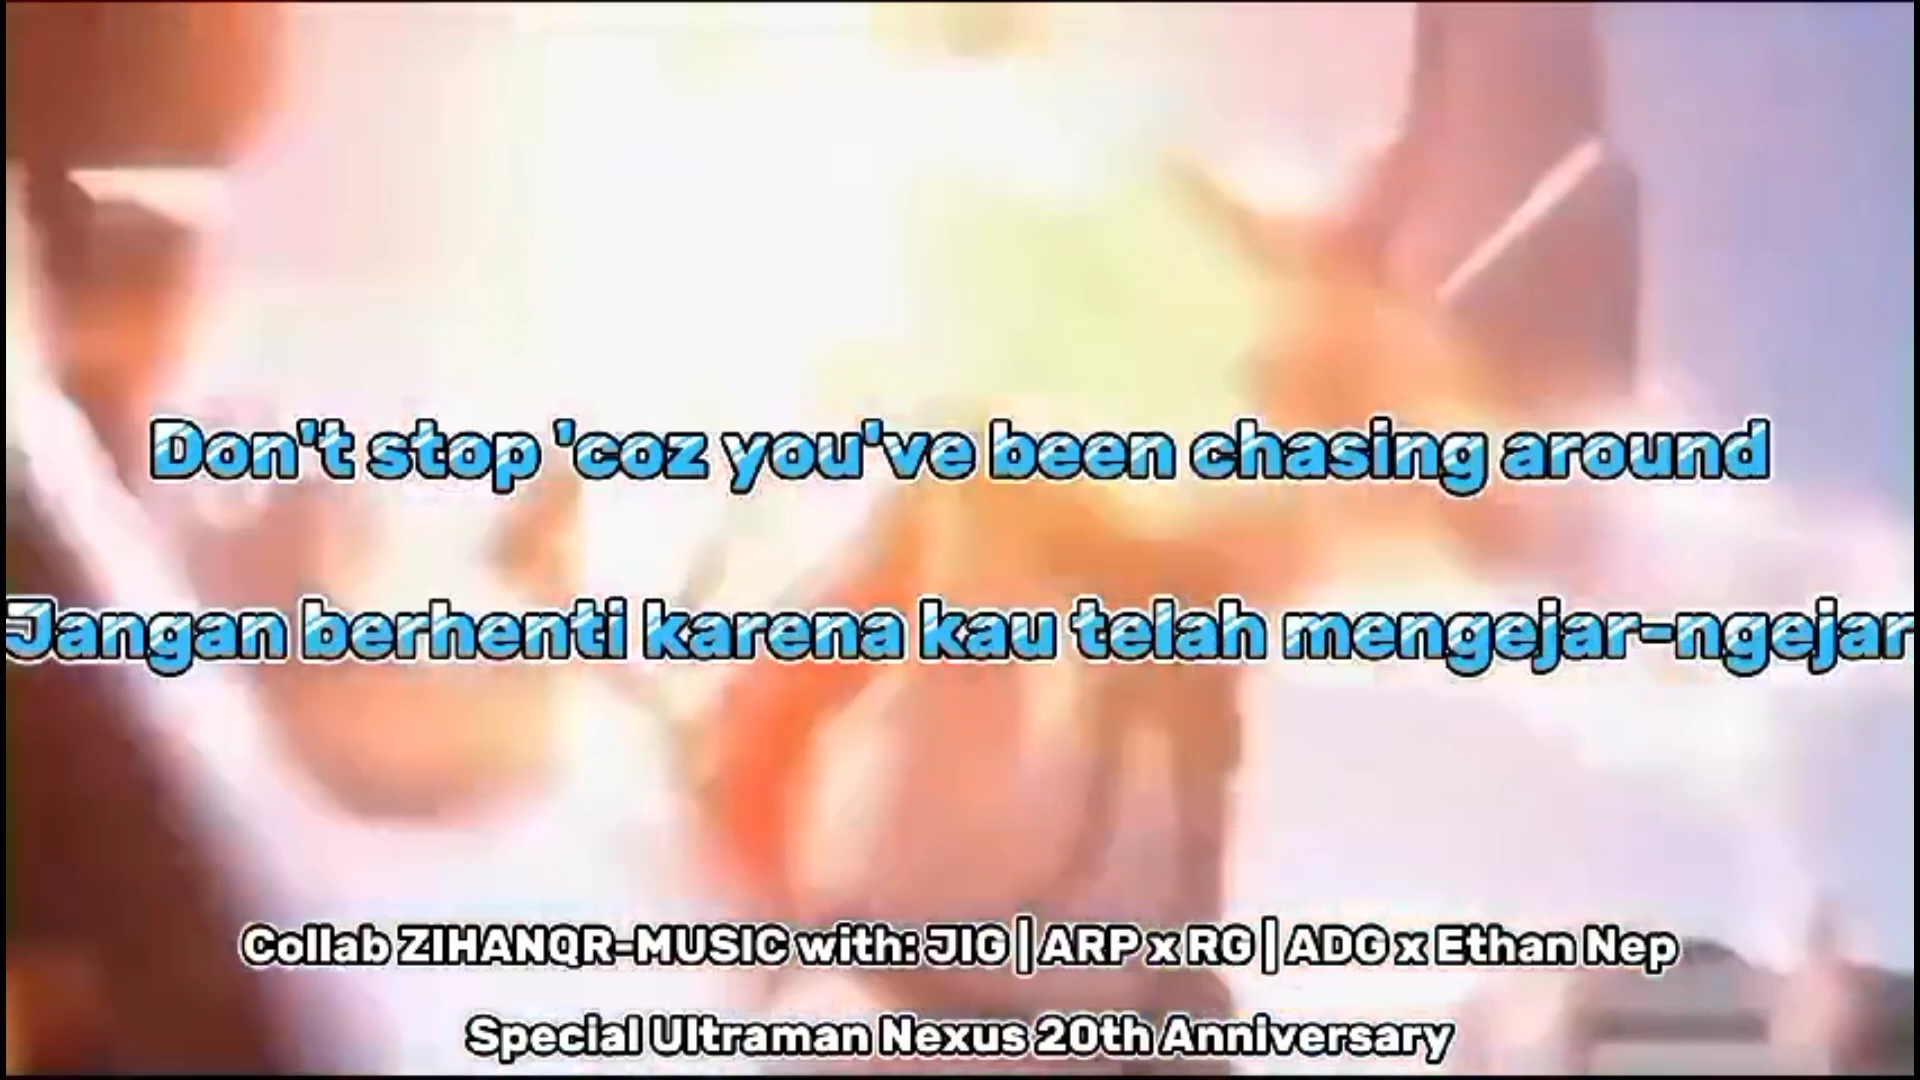 Don't stop 'coz you've been chasing around
Jangan berhenti karena kau telah mengejar-ngejar
Collab ZIHANQR-MUSIC with: JIG | ARP x RG | ADG x Ethan Nep
Special Ultraman Nexus 20th Anniversary